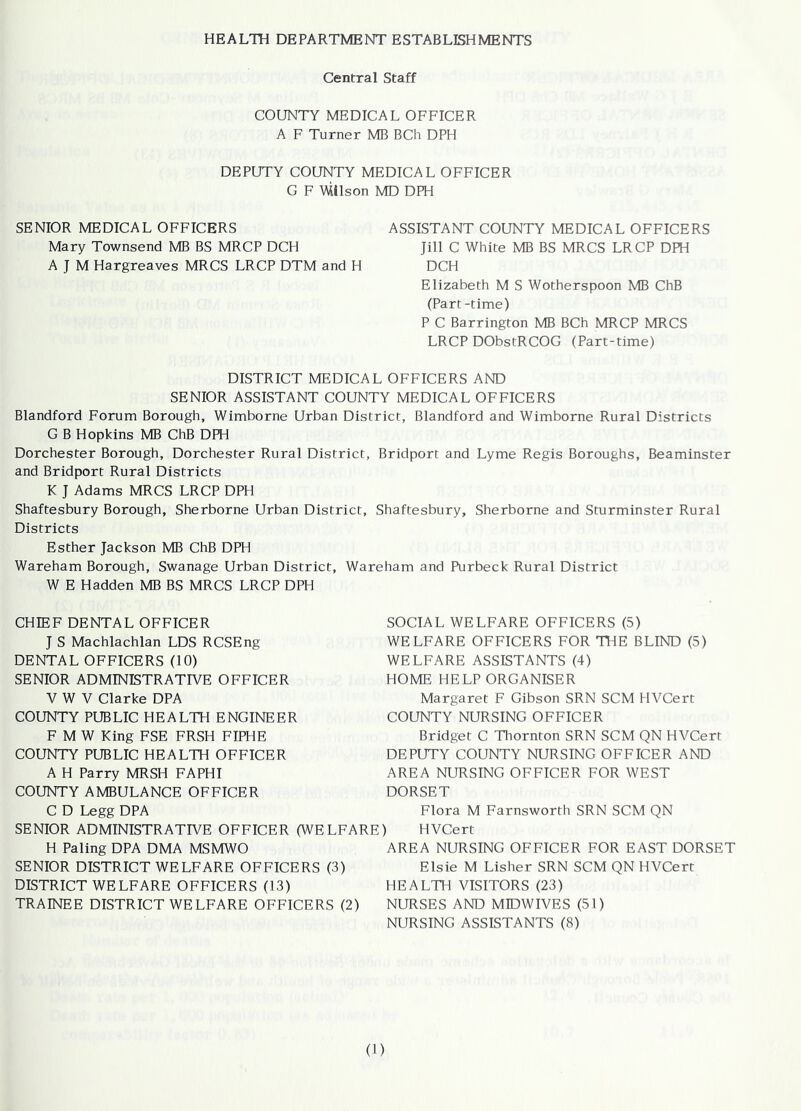 HEALTH DEPARTMENT ESTABLISHMENTS
Central Staff
COUNTY MEDICAL OFFICER
A F Turner MB BCh DPH
DEPUTY COUNTY MEDICAL OFFICER
G F Willson MD DPH
SENIOR MEDICAL OFFICERS
Mary Townsend MB BS MRCP DCH
A J M Hargreaves MRCS LRCP DTM and H
ASSISTANT COUNTY MEDICAL OFFICERS
Jill C White MB BS MRCS LRCP DPH
DCH
Elizabeth M S Wotherspoon MB ChB
(Part-time)
P C Barrington MB BCh MRCP MRCS
LRCP DObstRCOG (Part-time)
DISTRICT MEDICAL OFFICERS AND
SENIOR ASSISTANT COUNTY MEDICAL OFFICERS
Blandford Forum Borough, Wimborne Urban District, Blandford and Wimborne Rural Districts
G B Hopkins MB ChB DPH
Dorchester Borough, Dorchester Rural District, Bridport and Lyme Regis Boroughs, Beaminster
and Bridport Rural Districts
K J Adams MRCS LRCP DPH
Shaftesbury Borough, Sherborne Urban District, Shaftesbury, Sherborne and Sturminster Rural
Districts
Esther Jackson MB ChB DPH
Wareham Borough, Swanage Urban District, Wareham and Purbeck Rural District
W E Hadden MB BS MRCS LRCP DPH
CHIEF DENTAL OFFICER
J S Machlachlan LDS RCSEng
DENTAL OFFICERS (10)
SENIOR ADMINISTRATIVE OFFICER
V W V Clarke DPA
COUNTY PUBLIC HEALTH ENGINEER
F M W King FSE FRSH FIPHE
COUNTY PUBLIC HEALTH OFFICER
A H Parry MRSH FAPHI
COUNTY AMBULANCE OFFICER
C D Legg DPA
SENIOR ADMINISTRATIVE OFFICER (WELFARE)
H Paling DPA DMA MSMWO
SENIOR DISTRICT WELFARE OFFICERS (3)
DISTRICT WELFARE OFFICERS (13)
TRAINEE DISTRICT WELFARE OFFICERS (2)
SOCIAL WELFARE OFFICERS (5)
WELFARE OFFICERS FOR THE BLIND (5)
WELFARE ASSISTANTS (4)
HOME HELP ORGANISER
Margaret F Gibson SRN SCM HVCert
COUNTY NURSING OFFICER
Bridget C Thornton SRN SCM QN HVCert
DEPUTY COUNTY NURSING OFFICER AND
AREA NURSING OFFICER FOR WEST
DORSET
Flora M Farnsworth SRN SCM QN
HVCert
AREA NURSING OFFICER FOR EAST DORSET
Elsie M Lisher SRN SCM QN HVCert
HEALTH VISITORS (23)
NURSES AND MIDWIVES (51)
NURSING ASSISTANTS (8)
(1)